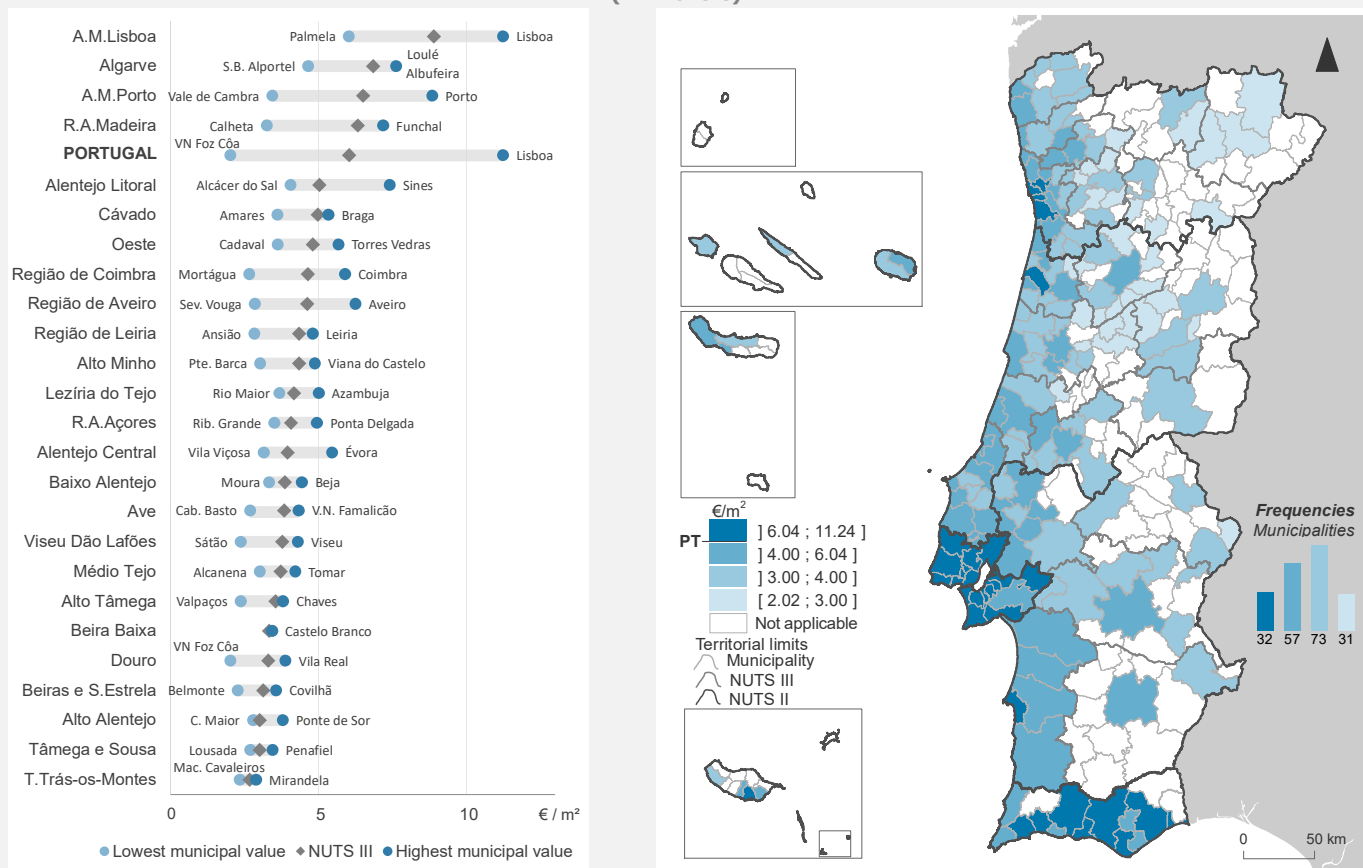 A.M.Lisboa Palmela Lisboa
Algarve S.B. Alportel Loulé Albufeira
A.M.Porto Vale de Cambra Porto
R.A.Madeira Calheta Funchal
PORTUGAL VN Foz Côa Lisboa
Alentejo Litoral Alcácer do Sal Sines
Cávado Amares Braga
Oeste Cadaval Torres Vedras
Região de Coimbra Mortágua Coimbra
Região de Aveiro Sev. Vouga Aveiro
Região de Leiria Ansião Leiria
Alto Minho Pte. Barca Viana do Castelo
Lezíria do Tejo Rio Maior Azambuja
R.A.Açores Rib. Grande Ponta Delgada
Alentejo Central Vila Viçosa Évora
Baixo Alentejo Moura Beja
Ave Cab. Basto V.N. Famalicão
Viseu Dão Lafões Sátão Viseu
Médio Tejo Alcanena Tomar
Alto Tâmega Valpaços Chaves
Beira Baixa Castelo Branco
Douro VN Foz Côa Vila Real
Beiras e S.Estrela Belmonte Covilhã
Alto Alentejo C. Maior Ponte de Sor
Tâmega e Sousa Lousada Penafiel
T.Trás-os-Montes Mac. Cavaleiros Mirandela
0 5 10 € / m²
Lowest municipal value NUTS III Highest municipal value
€/m²
PT
] 6.04 ; 11.24 ]
] 4.00 ; 6.04 ]
] 3.00 ; 4.00 ]
[ 2.02 ; 3.00 ]
Not applicable
Territorial limits
Municipality
NUTS III
NUTS II
Frequencies
Municipalities
32 57 73 31
0 50 km